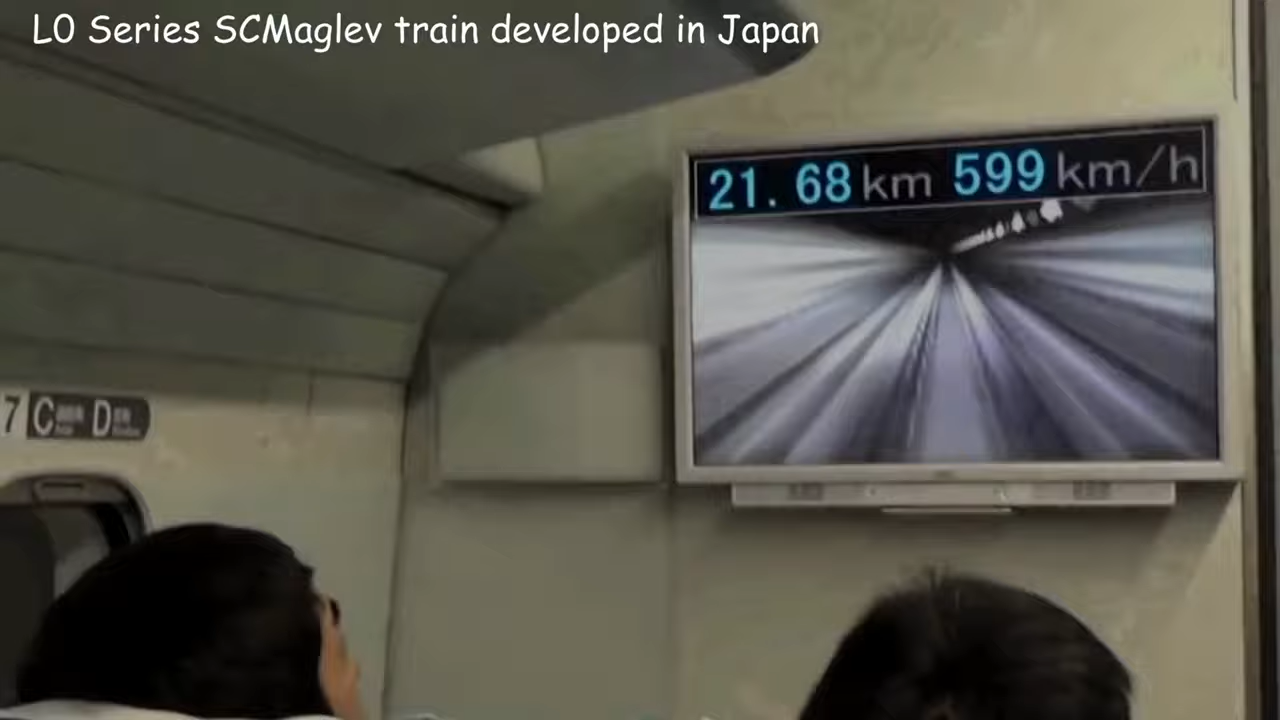 L0 Series SCMaglev train developed in Japan
21.68 km 599 km/h
7 C D